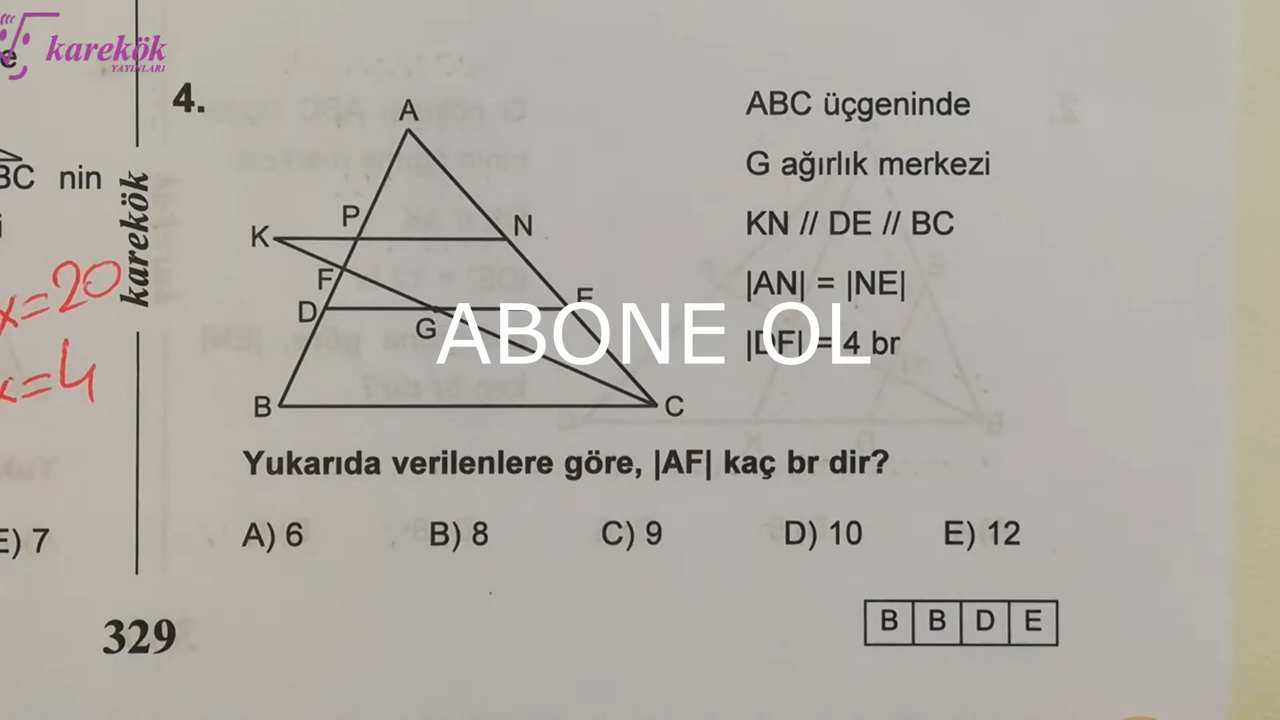 karekök
YAYINLARI
BC nin
karekök
x=20
x=4
E) 7
329
4.
A
P
K
N
F
D
E
G
B
C
ABC üçgeninde
G ağırlık merkezi
KN // DE // BC
|AN| = |NE|
|DF| = 4 br
ABONE OL
Yukarıda verilenlere göre, |AF| kaç br dir?
A) 6 B) 8 C) 9 D) 10 E) 12
B B D E